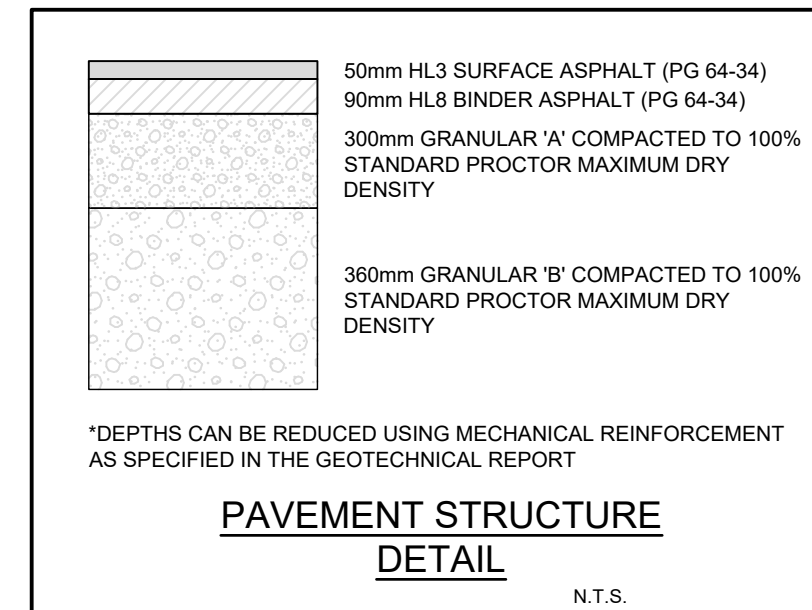 50mm HL3 SURFACE ASPHALT (PG 64-34)
90mm HL8 BINDER ASPHALT (PG 64-34)
300mm GRANULAR 'A' COMPACTED TO 100%
STANDARD PROCTOR MAXIMUM DRY
DENSITY
360mm GRANULAR 'B' COMPACTED TO 100%
STANDARD PROCTOR MAXIMUM DRY
DENSITY
*DEPTHS CAN BE REDUCED USING MECHANICAL REINFORCEMENT
AS SPECIFIED IN THE GEOTECHNICAL REPORT
PAVEMENT STRUCTURE
DETAIL
N.T.S.